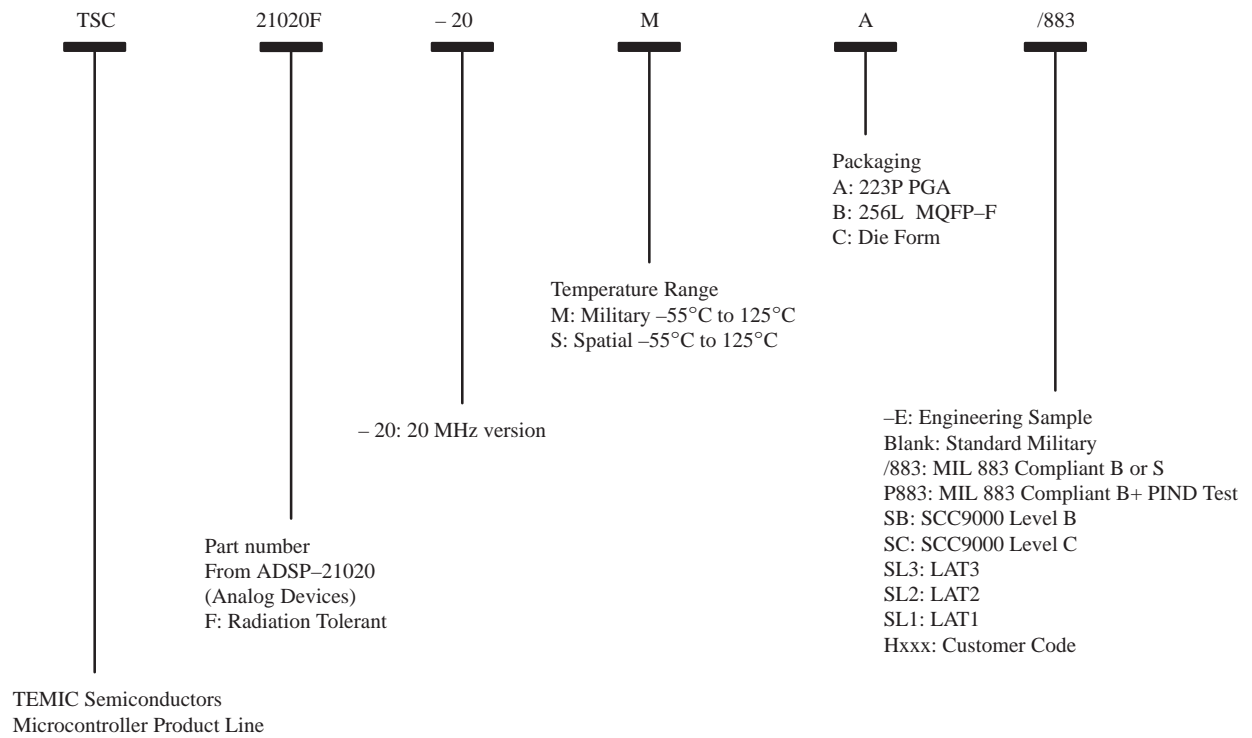 TSC 21020F – 20 M A /883
Packaging
A: 223P PGA
B: 256L MQFP–F
C: Die Form
Temperature Range
M: Military –55°C to 125°C
S: Spatial –55°C to 125°C
– 20: 20 MHz version
–E: Engineering Sample
Blank: Standard Military
/883: MIL 883 Compliant B or S
P883: MIL 883 Compliant B+ PIND Test
SB: SCC9000 Level B
SC: SCC9000 Level C
SL3: LAT3
SL2: LAT2
SL1: LAT1
Hxxx: Customer Code
Part number
From ADSP–21020
(Analog Devices)
F: Radiation Tolerant
TEMIC Semiconductors
Microcontroller Product Line